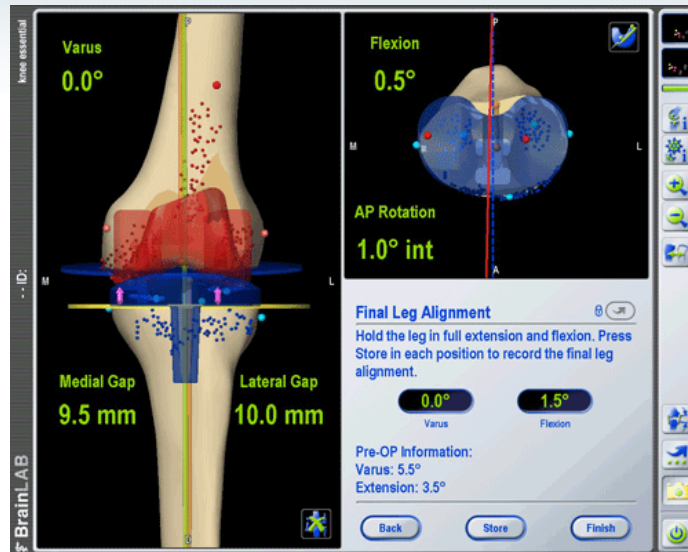 knee essential
- - ID:
BrainLAB
Varus
0.0°
M
L
Medial Gap
9.5 mm
Lateral Gap
10.0 mm
Flexion
0.5°
P
M
L
AP Rotation
1.0° int
A
Final Leg Alignment
Hold the leg in full extension and flexion. Press
Store in each position to record the final leg
alignment.
0.0°
1.5°
Varus
Flexion
Pre-OP Information:
Varus: 5.5°
Extension: 3.5°
Back
Store
Finish